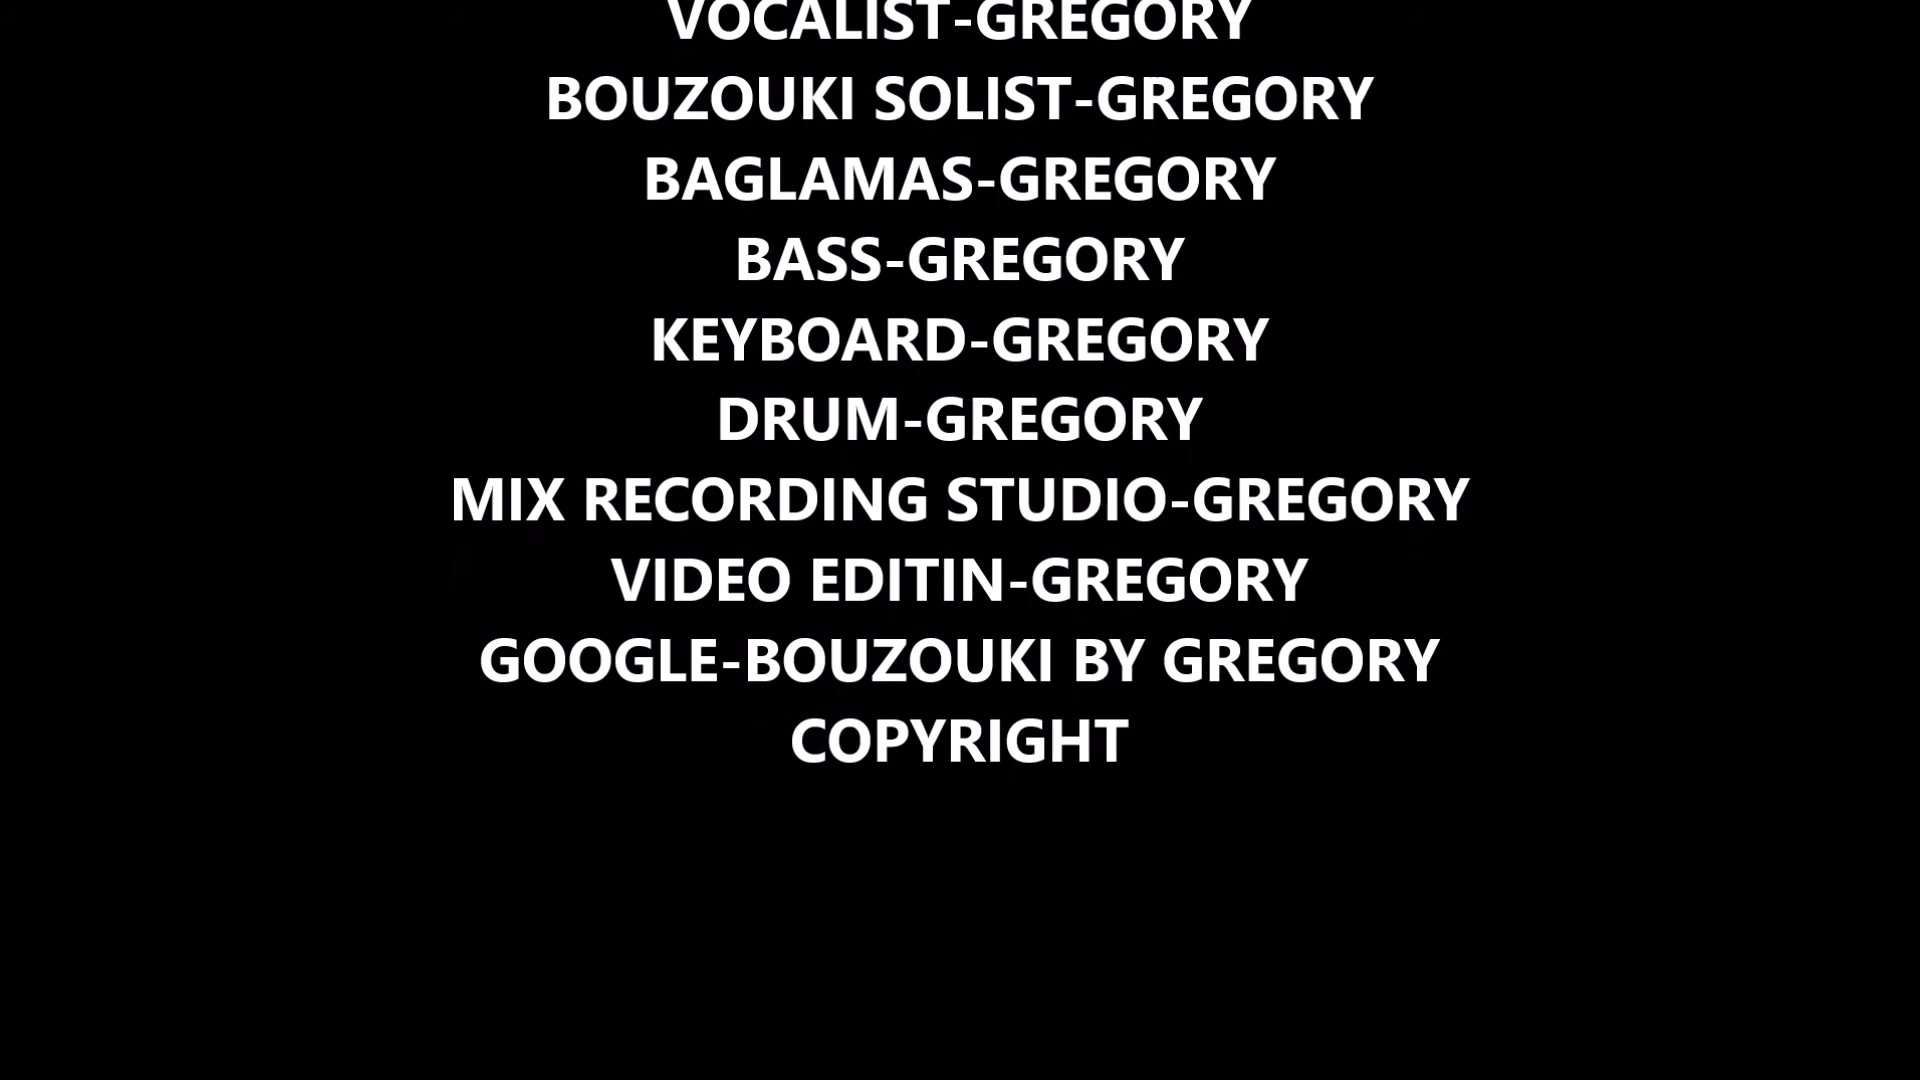 VOCALIST-GREGORY
BOUZOUKI SOLIST-GREGORY
BAGLAMAS-GREGORY
BASS-GREGORY
KEYBOARD-GREGORY
DRUM-GREGORY
MIX RECORDING STUDIO-GREGORY
VIDEO EDITIN-GREGORY
GOOGLE-BOUZOUKI BY GREGORY
COPYRIGHT